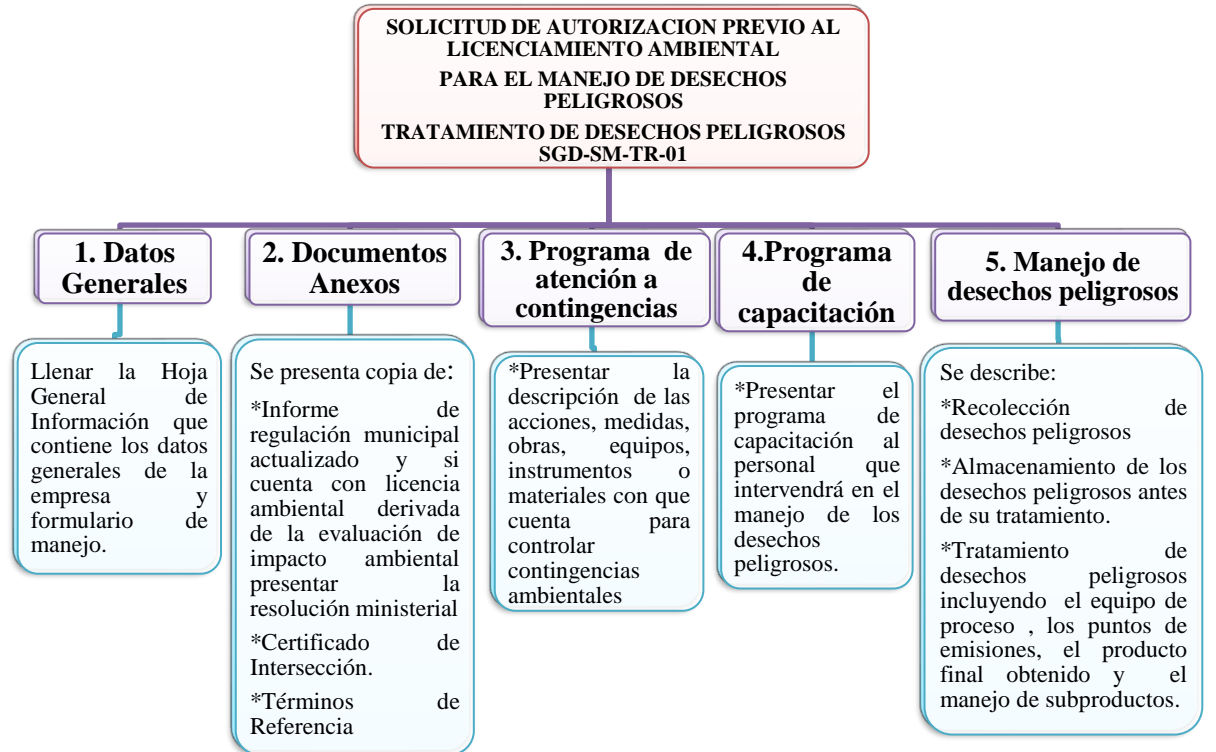 SOLICITUD DE AUTORIZACION PREVIO AL
LICENCIAMIENTO AMBIENTAL
PARA EL MANEJO DE DESECHOS
PELIGROSOS
TRATAMIENTO DE DESECHOS PELIGROSOS
SGD-SM-TR-01
1. Datos
Generales
Llenar la Hoja
General de
Información que
contiene los datos
generales de la
empresa y
formulario de
manejo.
2. Documentos
Anexos
Se presenta copia de:
*Informe de
regulación municipal
actualizado y si
cuenta con licencia
ambiental derivada
de la evaluación de
impacto ambiental
presentar la
resolución ministerial
*Certificado de
Intersección.
*Términos de
Referencia
3. Programa de
atención a
contingencias
*Presentar la
descripción de las
acciones, medidas,
obras, equipos,
instrumentos o
materiales con que
cuenta para
controlar
contingencias
ambientales
4.Programa
de
capacitación
*Presentar el
programa de
capacitación al
personal que
intervendrá en el
manejo de los
desechos
peligrosos.
5. Manejo de
desechos peligrosos
Se describe:
*Recolección de
desechos peligrosos
*Almacenamiento de los
desechos peligrosos antes
de su tratamiento.
*Tratamiento de
desechos peligrosos
incluyendo el equipo de
proceso , los puntos de
emisiones, el producto
final obtenido y el
manejo de subproductos.